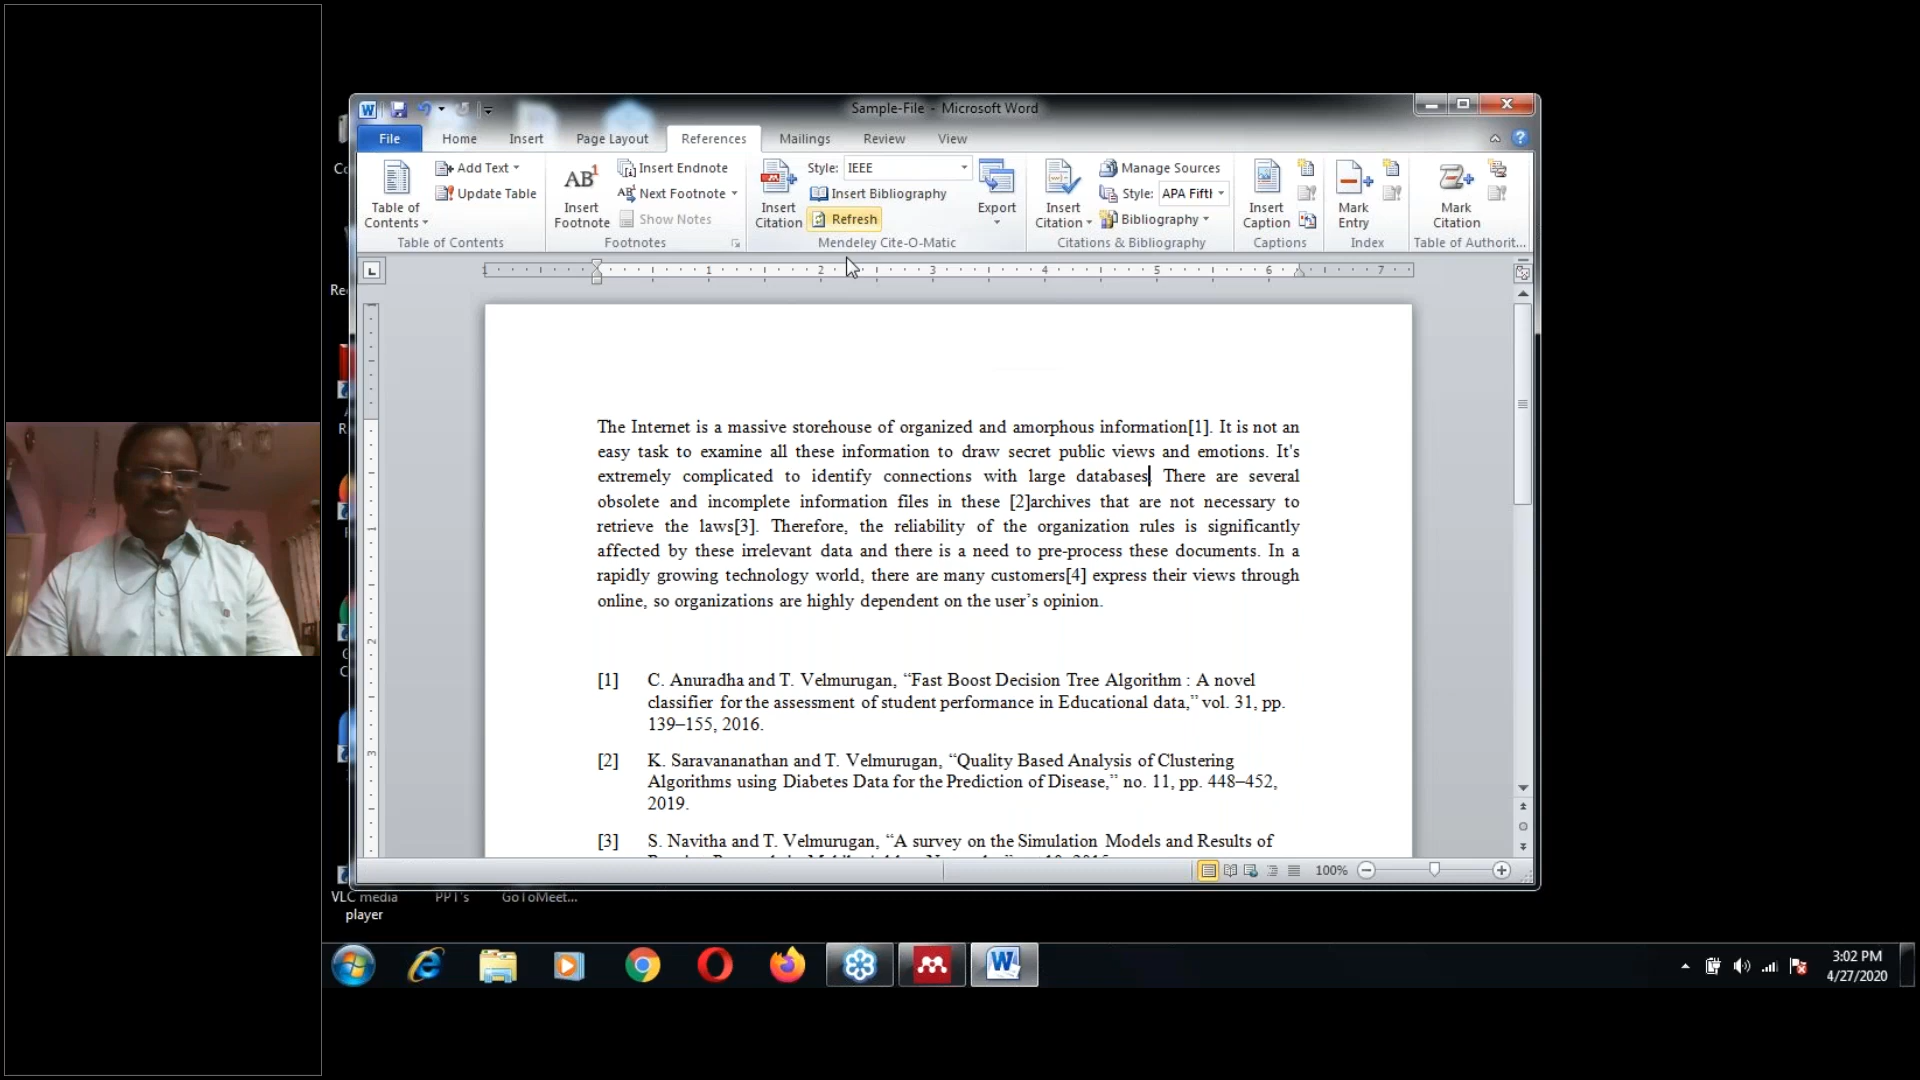 Sample-File - Microsoft Word
File Home Insert Page Layout References Mailings Review View
Table of Contents
Add Text
Update Table
Table of Contents
AB1
Insert Footnote
Insert Endnote
Next Footnote
Show Notes
Footnotes
Insert Citation
Style: IEEE
Insert Bibliography
Refresh
Export
Mendeley Cite-O-Matic
Insert Citation
Manage Sources
Style: APA Fift
Bibliography
Citations & Bibliography
Insert Caption
Captions
Mark Entry
Index
Mark Citation
Table of Authorit...
1 1 2 3 4 5 6 7
The Internet is a massive storehouse of organized and amorphous information[1]. It is not an
easy task to examine all these information to draw secret public views and emotions. It's
extremely complicated to identify connections with large databases. There are several
obsolete and incomplete information files in these [2]archives that are not necessary to
retrieve the laws[3]. Therefore, the reliability of the organization rules is significantly
affected by these irrelevant data and there is a need to pre-process these documents. In a
rapidly growing technology world, there are many customers[4] express their views through
online, so organizations are highly dependent on the user’s opinion.
[1] C. Anuradha and T. Velmurugan, “Fast Boost Decision Tree Algorithm : A novel
classifier for the assessment of student performance in Educational data,” vol. 31, pp.
139–155, 2016.
[2] K. Saravananathan and T. Velmurugan, “Quality Based Analysis of Clustering
Algorithms using Diabetes Data for the Prediction of Disease,” no. 11, pp. 448–452,
2019.
[3] S. Navitha and T. Velmurugan, “A survey on the Simulation Models and Results of
100%
VLC media player
PPT's
GoToMeet...
3:02 PM
4/27/2020